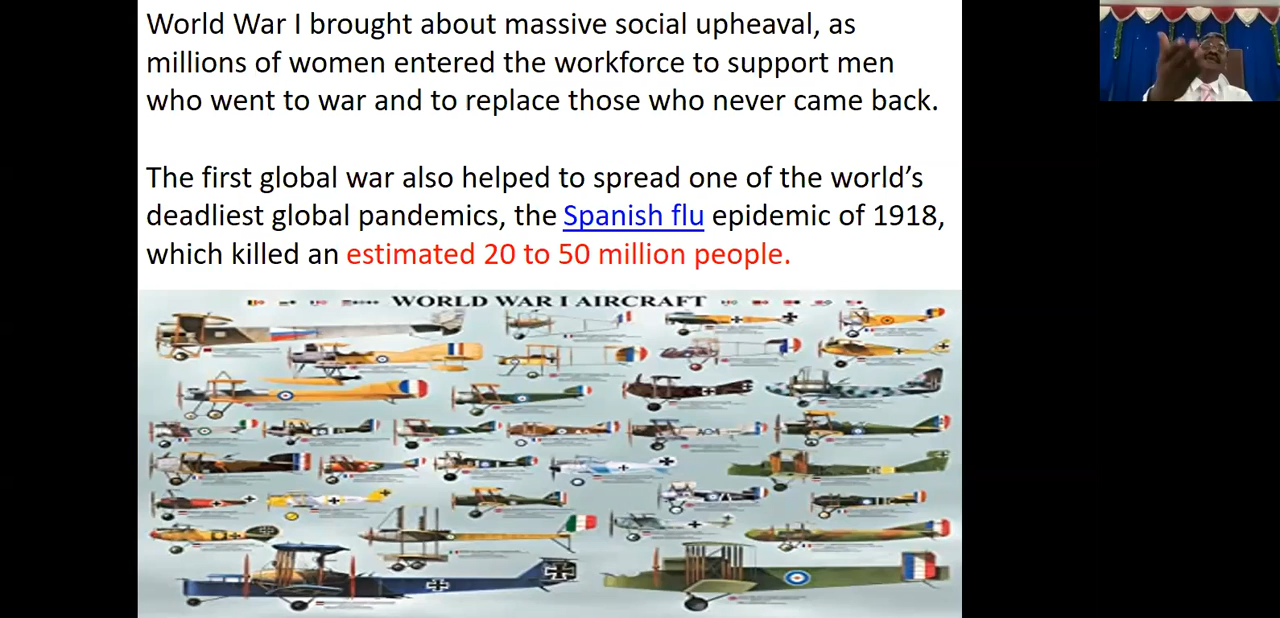 World War I brought about massive social upheaval, as
millions of women entered the workforce to support men
who went to war and to replace those who never came back.
The first global war also helped to spread one of the world’s
deadliest global pandemics, the Spanish flu epidemic of 1918,
which killed an estimated 20 to 50 million people.
WORLD WAR I AIRCRAFT